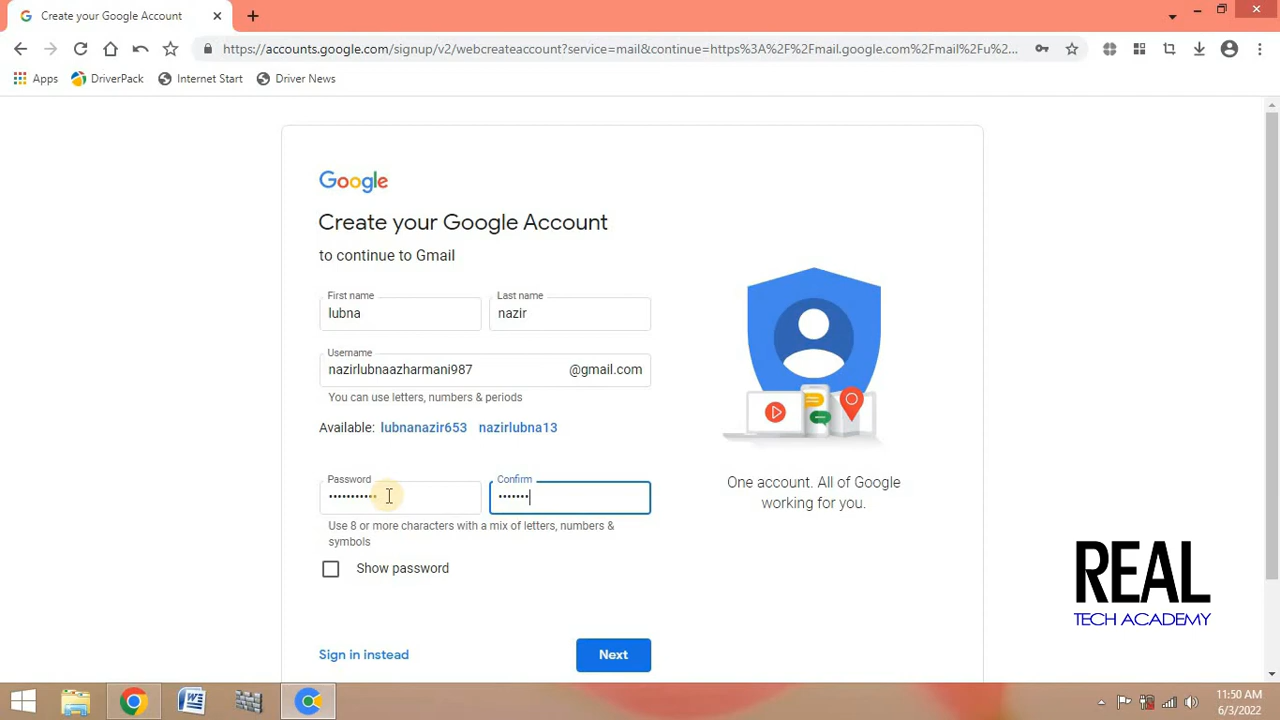 Create your Google Account
https://accounts.google.com/signup/v2/webcreateaccount?service=mail&continue=https%3A%2F%2Fmail.google.com%2Fmail%2Fu%2...
Apps DriverPack Internet Start Driver News
Google
Create your Google Account
to continue to Gmail
First name Last name
lubna nazir
Username
nazirlubnaazharmani987 @gmail.com
You can use letters, numbers & periods
Available: lubnanazir653 nazirlubna13
Password Confirm
••••••••••• •••••••
Use 8 or more characters with a mix of letters, numbers &
symbols
Show password
Sign in instead Next
One account. All of Google
working for you.
REAL
TECH ACADEMY
11:50 AM
6/3/2022